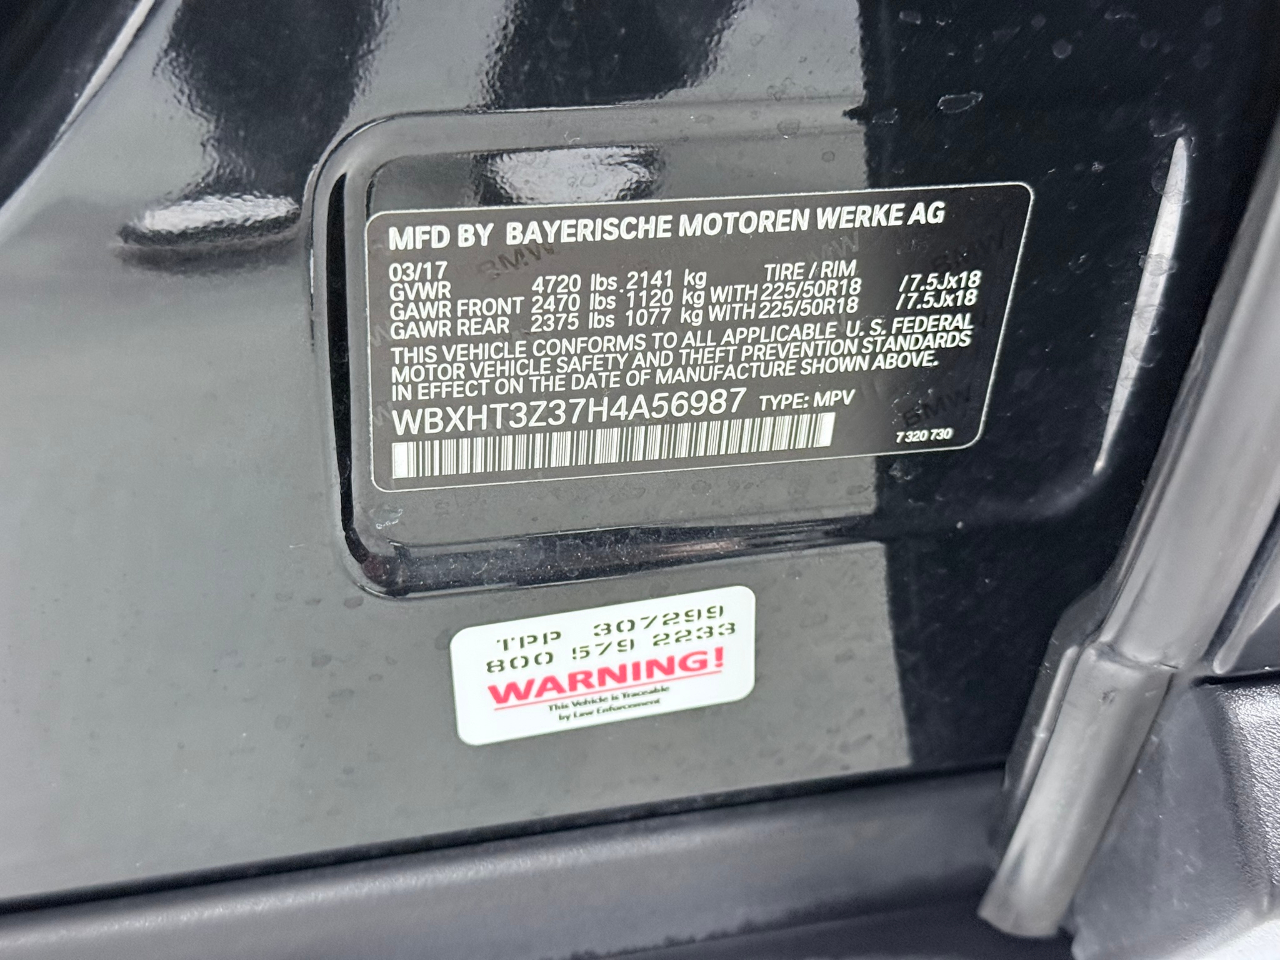 MFD BY BAYERISCHE MOTOREN WERKE AG
03/17 TIRE / RIM
GVWR 4720 lbs. 2141 kg
GAWR FRONT 2470 lbs 1120 kg WITH 225/50R18 /7.5Jx18
GAWR REAR 2375 lbs 1077 kg WITH 225/50R18 /7.5Jx18
THIS VEHICLE CONFORMS TO ALL APPLICABLE U. S. FEDERAL
MOTOR VEHICLE SAFETY AND THEFT PREVENTION STANDARDS
IN EFFECT ON THE DATE OF MANUFACTURE SHOWN ABOVE.
WBXHT3Z37H4A56987 TYPE: MPV
7 320 730
TPP 307299
800 579 2233
WARNING!
This Vehicle is Traceable
by Law Enforcement